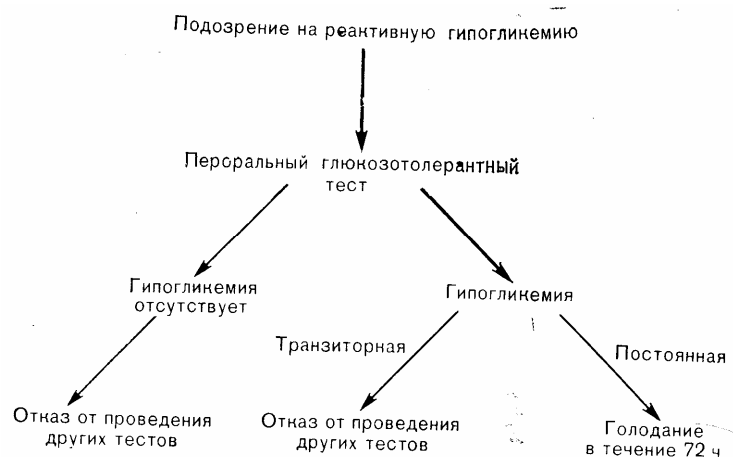 Подозрение на реактивную гипогликемию
Пероральный глюкозотолерантный
тест
Гипогликемия
отсутствует
Гипогликемия
Транзиторная
Постоянная
Отказ от проведения
других тестов
Отказ от проведения
других тестов
Голодание
в течение 72 ч